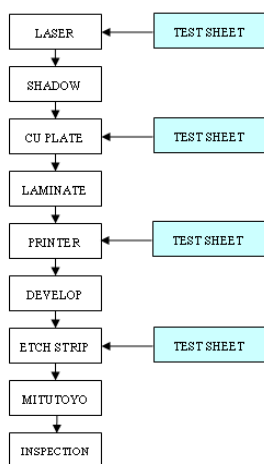 LASER TEST SHEET
SHADOW
CU PLATE TEST SHEET
LAMINATE
PRINTER TEST SHEET
DEVELOP
ETCH STRIP TEST SHEET
MITUTOYO
INSPECTION